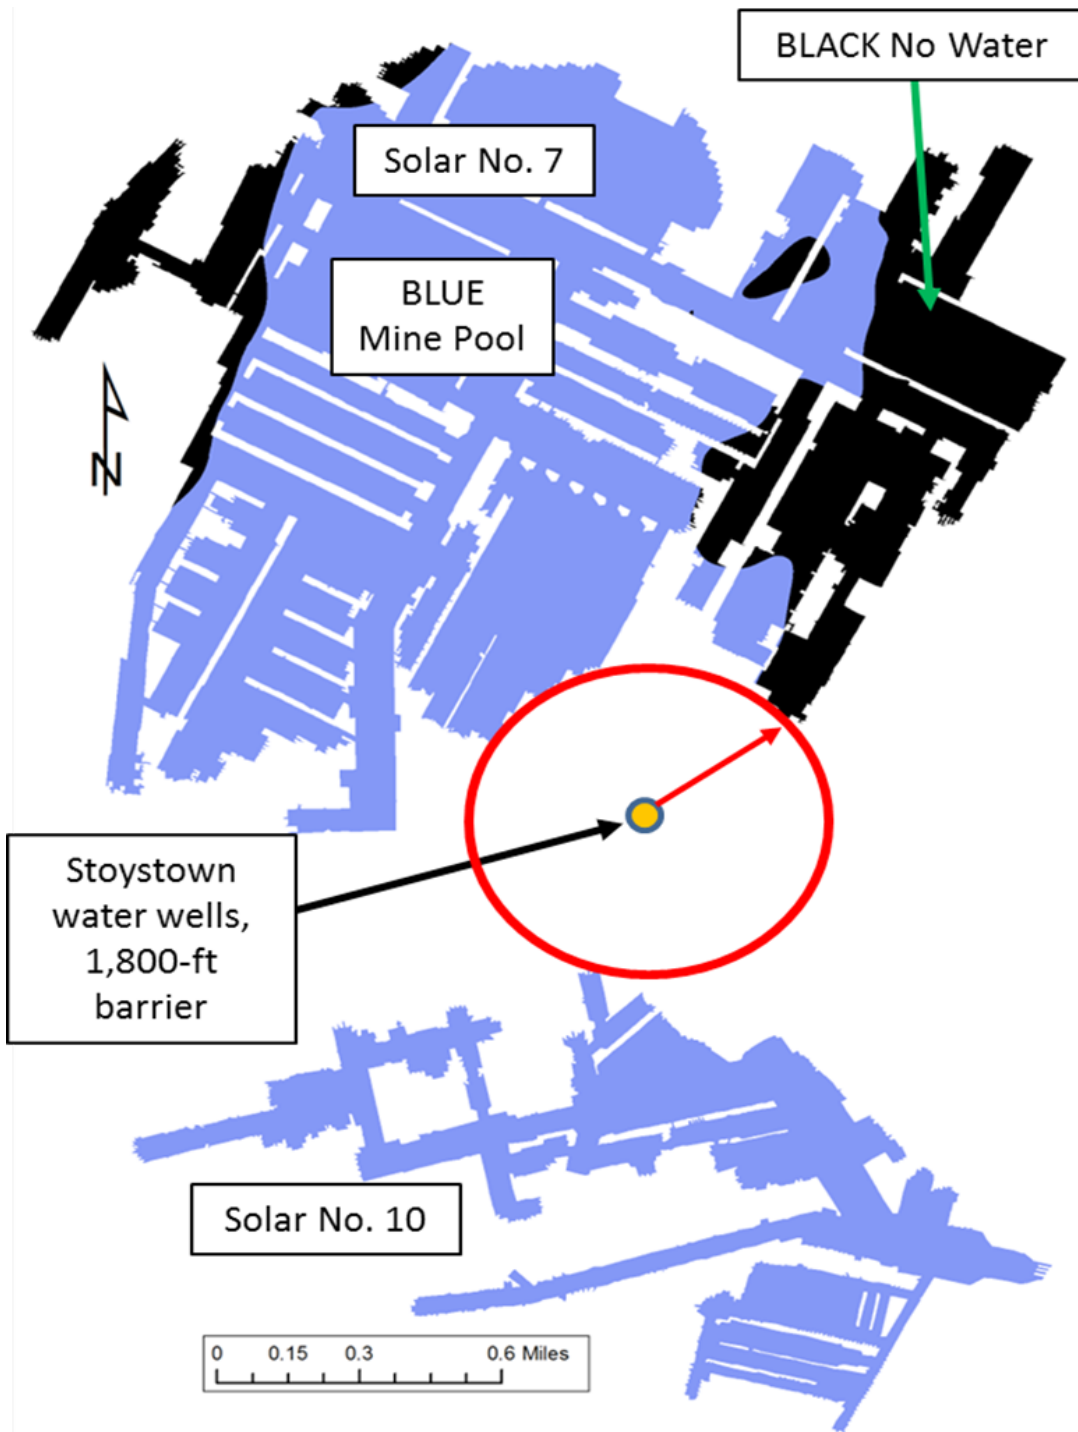 BLACK No Water
Solar No. 7
BLUE
Mine Pool
N
Stoystown
water wells,
1,800-ft
barrier
Solar No. 10
0 0.15 0.3 0.6 Miles